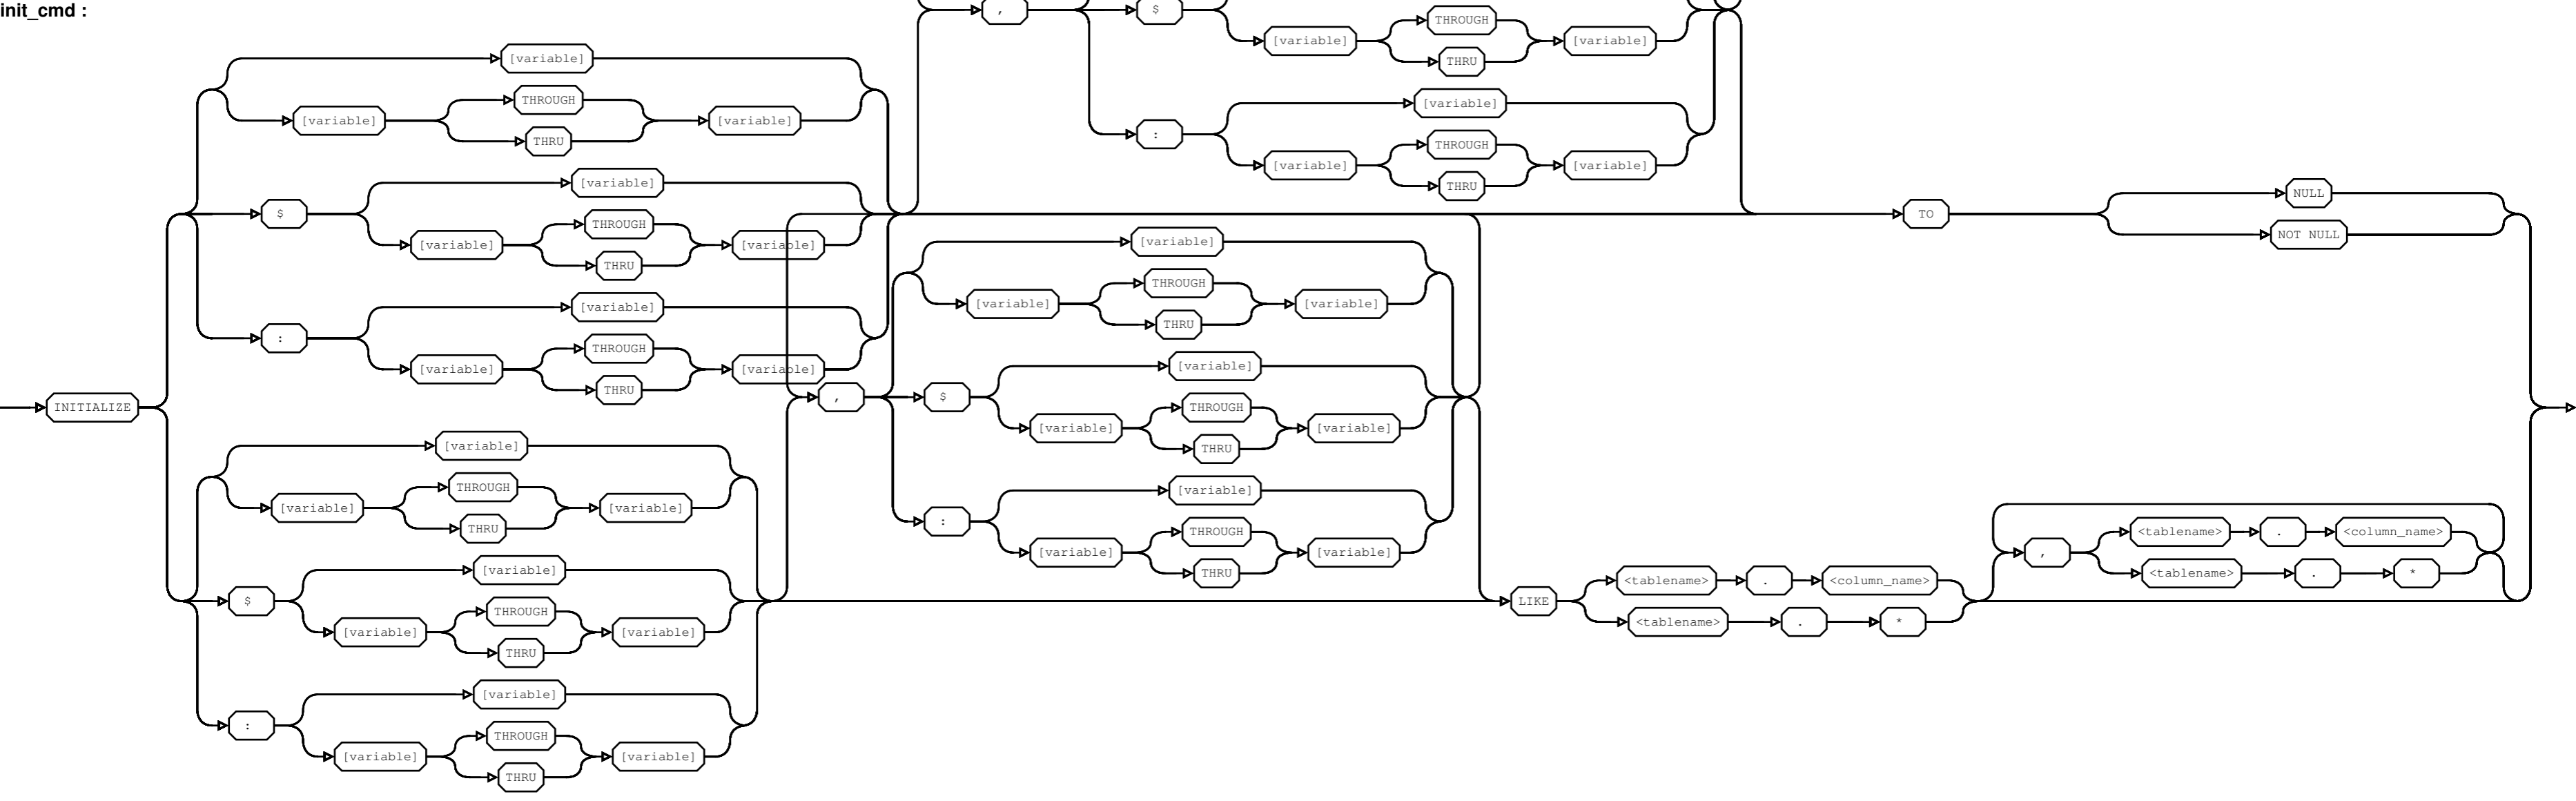 init_cmd :
, $ [variable] THROUGH THRU [variable]
[variable]
: [variable] THROUGH THRU [variable]
[variable]
[variable] THROUGH THRU [variable]
[variable]
$ [variable] THROUGH THRU [variable]
[variable]
: [variable] THROUGH THRU [variable]
TO NULL
NOT NULL
INITIALIZE
[variable]
[variable] THROUGH THRU [variable]
[variable]
, $ [variable] THROUGH THRU [variable]
[variable]
: [variable] THROUGH THRU [variable]
[variable]
[variable] THROUGH THRU [variable]
[variable]
$ [variable] THROUGH THRU [variable]
[variable]
: [variable] THROUGH THRU [variable]
LIKE <tablename> . <column_name>
<tablename> . *
, <tablename> . <column_name>
<tablename> . *